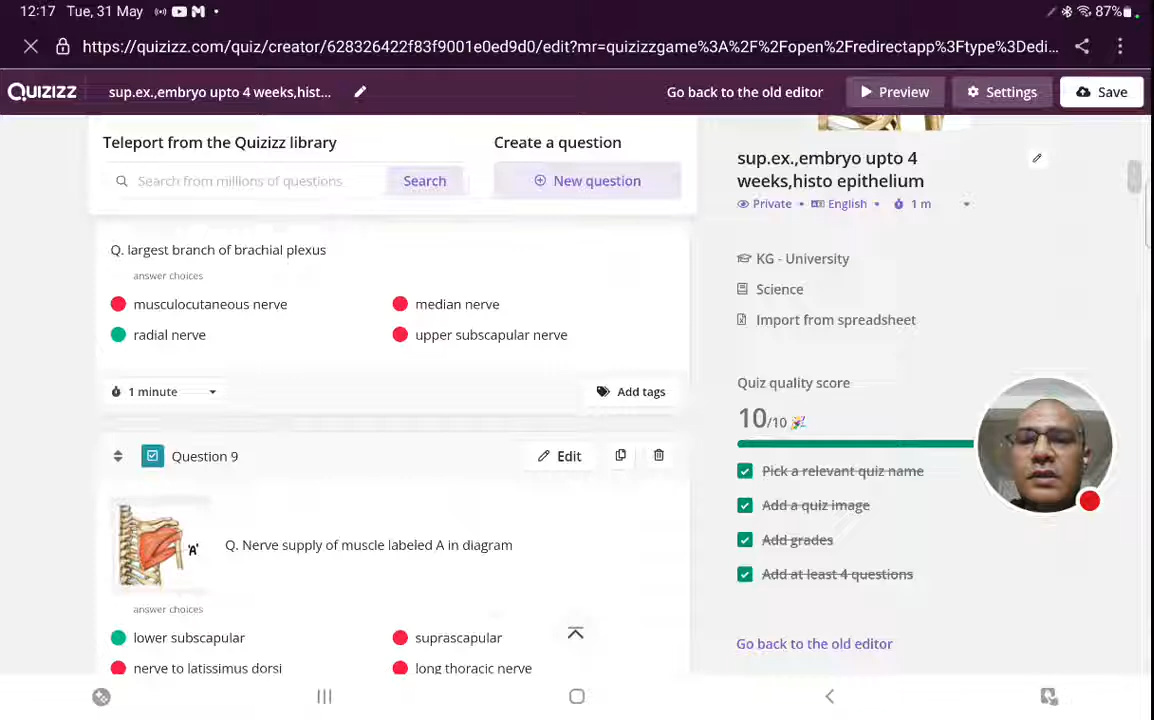 12:17 Tue, 31 May 87%
https://quizizz.com/quiz/creator/628326422f83f9001e0ed9d0/edit?mr=quizizzgame%3A%2F%2Fopen%2Fredirectapp%3Ftype%3Dedi...
QUIZIZZ sup.ex.,embryo upto 4 weeks,hist... Go back to the old editor Preview Settings Save
Teleport from the Quizizz library
Search from millions of questions Search
Create a question
New question
Q. largest branch of brachial plexus
answer choices
musculocutaneous nerve median nerve
radial nerve upper subscapular nerve
1 minute Add tags
Question 9 Edit
'A'
Q. Nerve supply of muscle labeled A in diagram
answer choices
lower subscapular suprascapular
nerve to latissimus dorsi long thoracic nerve
sup.ex.,embryo upto 4
weeks,histo epithelium
Private • English • 1 m
KG - University
Science
Import from spreadsheet
Quiz quality score
10/10
Pick a relevant quiz name
Add a quiz image
Add grades
Add at least 4 questions
Go back to the old editor